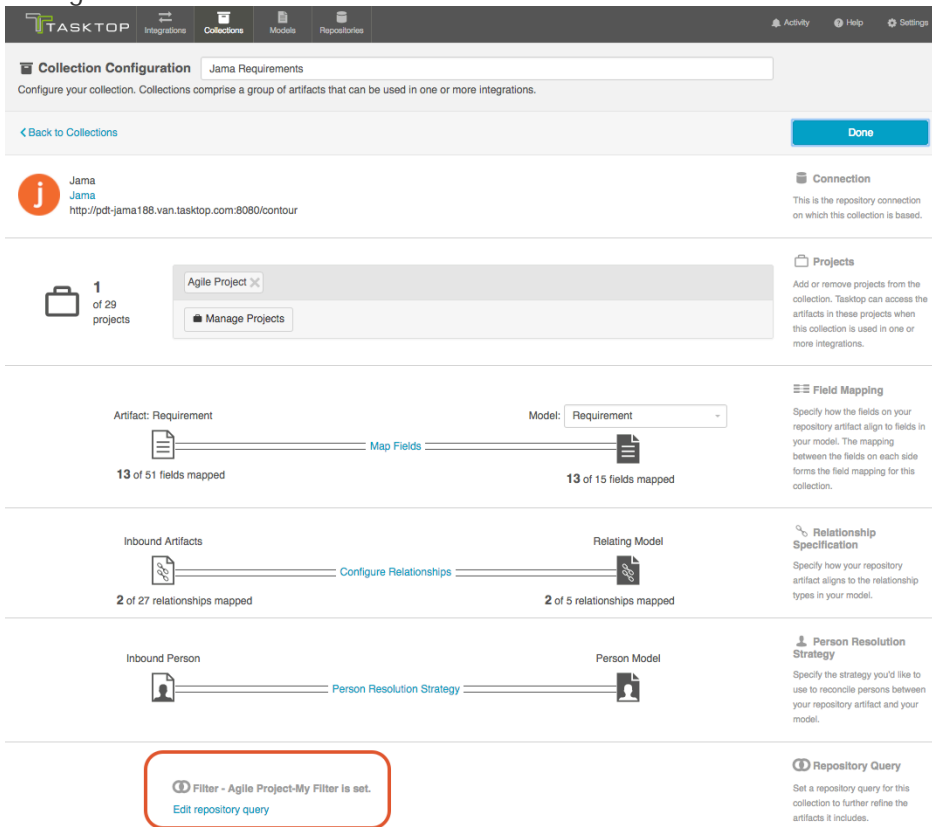 TASKTOP
Integrations
Collections
Models
Repositories
Activity
Help
Settings
Collection Configuration
Jama Requirements
Configure your collection. Collections comprise a group of artifacts that can be used in one or more integrations.
Back to Collections
Done
j
Jama
Jama
http://pdt-jama188.van.tasktop.com:8080/contour
Connection
This is the repository connection
on which this collection is based.
1
of 29
projects
Agile Project
Manage Projects
Projects
Add or remove projects from the
collection. Tasktop can access the
artifacts in these projects when
this collection is used in one or
more integrations.
Artifact: Requirement
Model:
Requirement
Map Fields
13 of 51 fields mapped
13 of 15 fields mapped
Field Mapping
Specify how the fields on your
repository artifact align to fields in
your model. The mapping
between the fields on each side
forms the field mapping for this
collection.
Inbound Artifacts
Relating Model
Configure Relationships
2 of 27 relationships mapped
2 of 5 relationships mapped
Relationship
Specification
Specify how your repository
artifact aligns to the relationship
types in your model.
Inbound Person
Person Model
Person Resolution Strategy
Person Resolution
Strategy
Specify the strategy you'd like to
use to reconcile persons between
your repository artifact and your
model.
Filter - Agile Project-My Filter is set.
Edit repository query
Repository Query
Set a repository query for this
collection to further refine the
artifacts it includes.